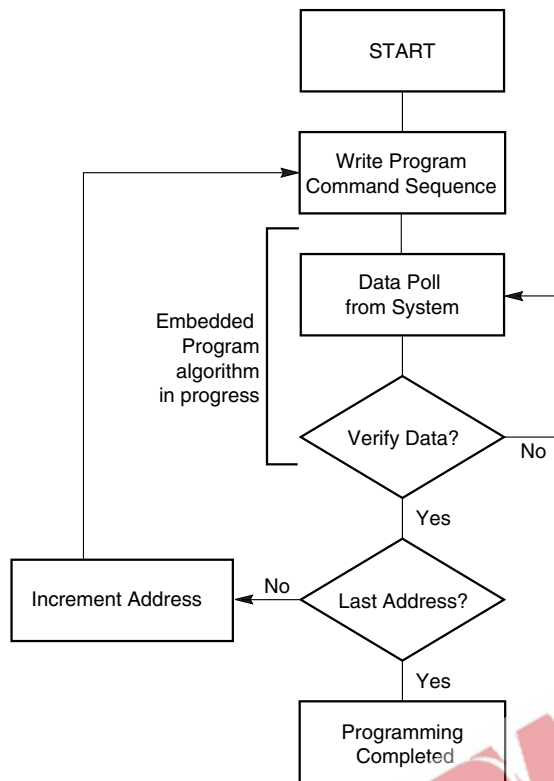 START
Write Program
Command Sequence
Data Poll
from System
Embedded
Program
algorithm
in progress
Verify Data?
No
Yes
No
Increment Address
Last Address?
Yes
Programming
Completed